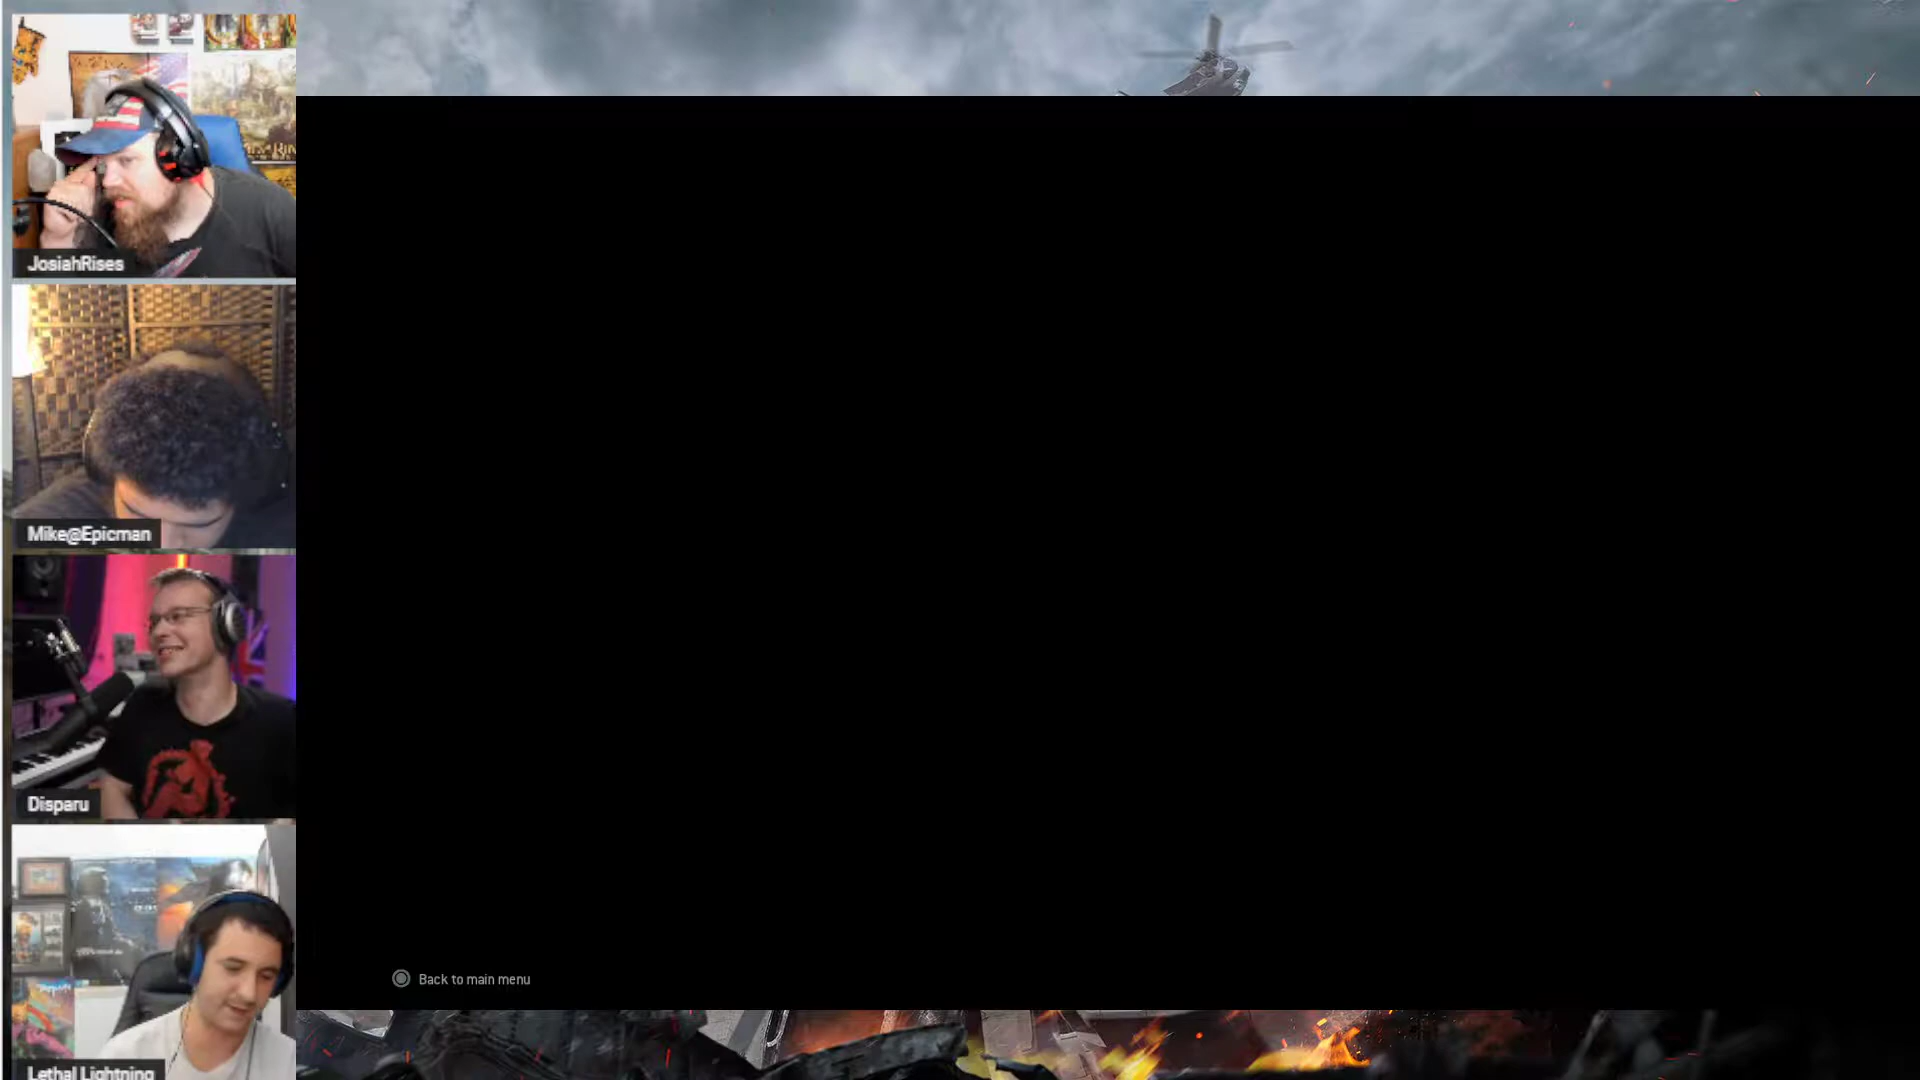 JosiahRises
Mike@Epicman
Disparu
Lethal Lightning
Back to main menu